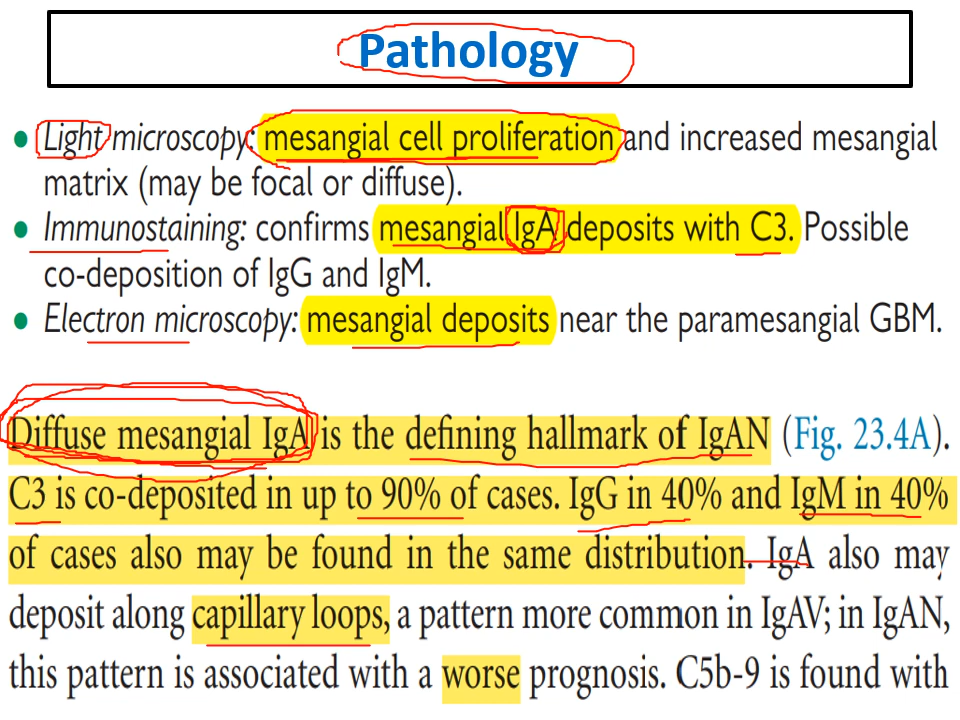 Pathology
• Light microscopy: mesangial cell proliferation and increased mesangial
matrix (may be focal or diffuse).
• Immunostaining: confirms mesangial IgA deposits with C3. Possible
co-deposition of IgG and IgM.
• Electron microscopy: mesangial deposits near the paramesangial GBM.
Diffuse mesangial IgA is the defining hallmark of IgAN (Fig. 23.4A).
C3 is co-deposited in up to 90% of cases. IgG in 40% and IgM in 40%
of cases also may be found in the same distribution. IgA also may
deposit along capillary loops, a pattern more common in IgAV; in IgAN,
this pattern is associated with a worse prognosis. C5b-9 is found with